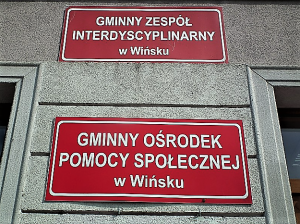 GMINNY ZESPÓŁ
INTERDYSCYPLINARNY
w Wińsku
GMINNY OŚRODEK
POMOCY SPOŁECZNEJ
w Wińsku